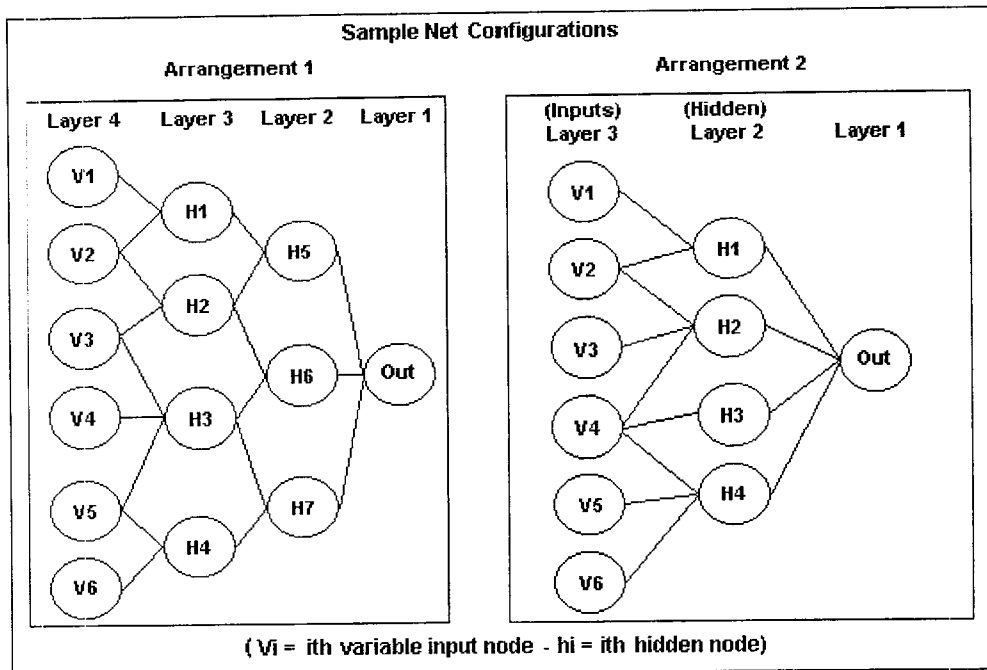 Sample Net Configurations
Arrangement 1
Layer 4 Layer 3 Layer 2 Layer 1
V1
V2
V3
V4
V5
V6
H1
H2
H3
H4
H5
H6
H7
Out
Arrangement 2
(Inputs) (Hidden)
Layer 3 Layer 2 Layer 1
V1
V2
V3
V4
V5
V6
H1
H2
H3
H4
Out
( Vi = ith variable input node - hi = ith hidden node)